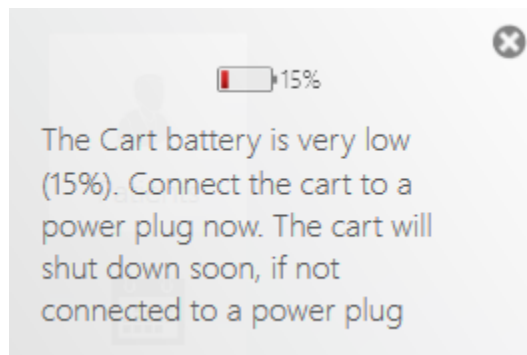 15%
The Cart battery is very low
(15%). Connect the cart to a
power plug now. The cart will
shut down soon, if not
connected to a power plug